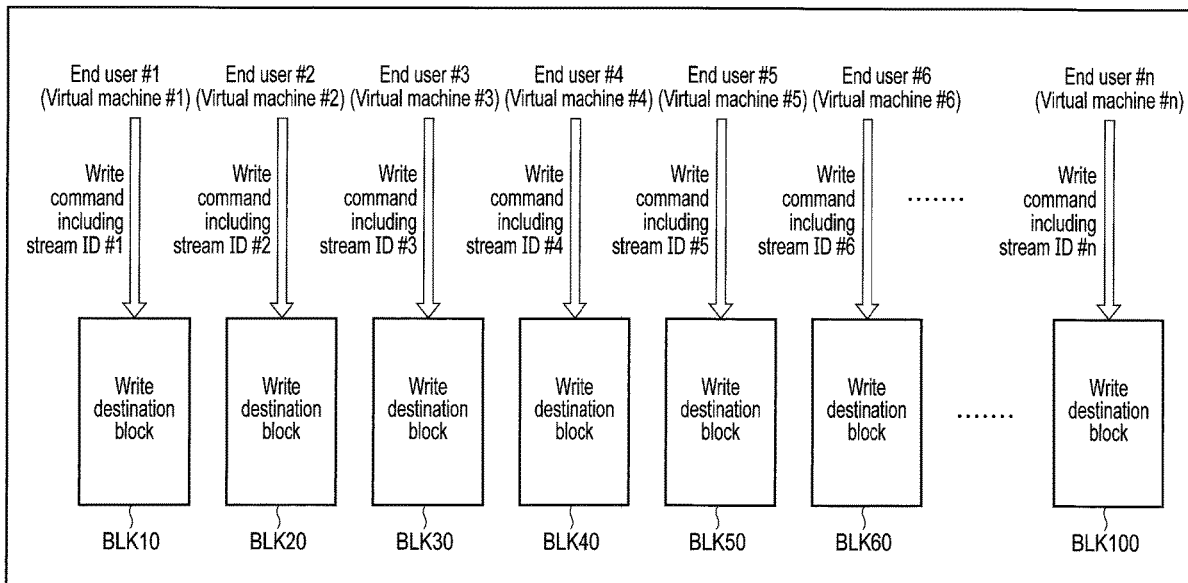 End user #1
(Virtual machine #1)
End user #2
(Virtual machine #2)
End user #3
(Virtual machine #3)
End user #4
(Virtual machine #4)
End user #5
(Virtual machine #5)
End user #6
(Virtual machine #6)
End user #n
(Virtual machine #n)
Write
command
including
stream ID #1
Write
command
including
stream ID #2
Write
command
including
stream ID #3
Write
command
including
stream ID #4
Write
command
including
stream ID #5
Write
command
including
stream ID #6
.......
Write
command
including
stream ID #n
Write
destination
block
Write
destination
block
Write
destination
block
Write
destination
block
Write
destination
block
Write
destination
block
.......
Write
destination
block
BLK10
BLK20
BLK30
BLK40
BLK50
BLK60
BLK100